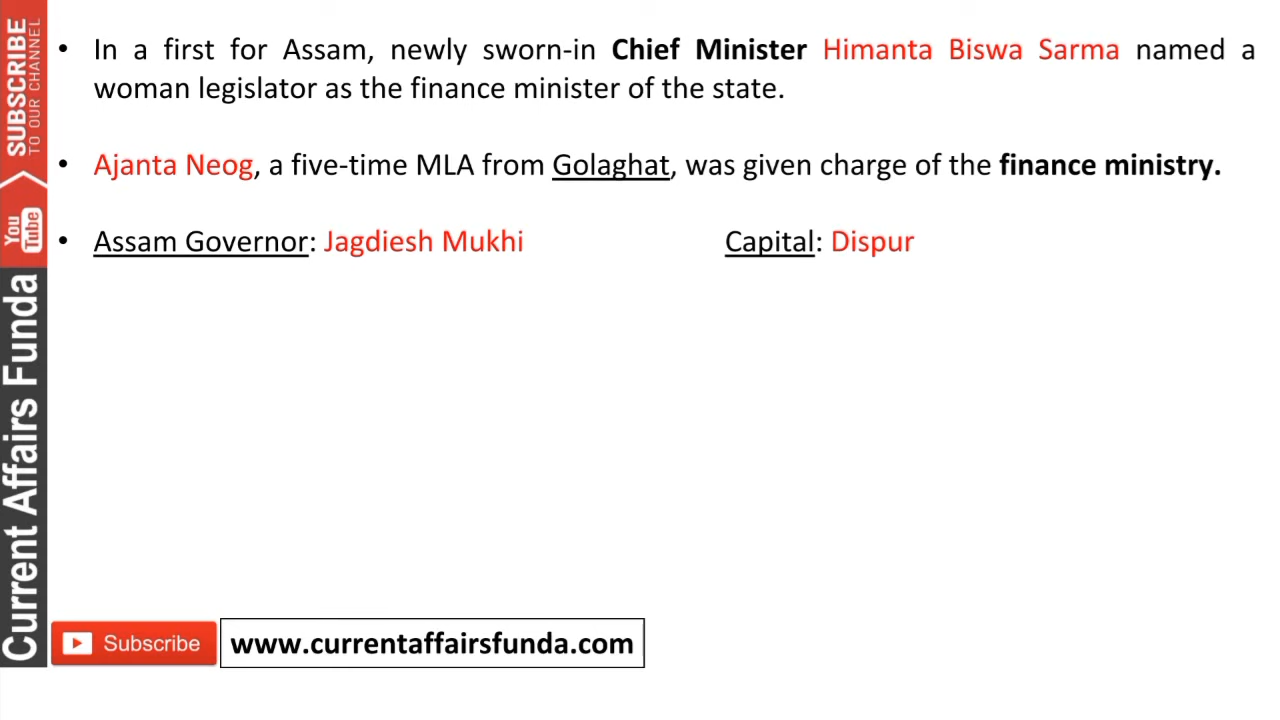 • In a first for Assam, newly sworn-in Chief Minister Himanta Biswa Sarma named a
woman legislator as the finance minister of the state.
• Ajanta Neog, a five-time MLA from Golaghat, was given charge of the finance ministry.
• Assam Governor: Jagdiesh Mukhi Capital: Dispur
SUBSCRIBE
TO OUR CHANNEL
You
Tube
Current Affairs Funda
Subscribe
www.currentaffairsfunda.com